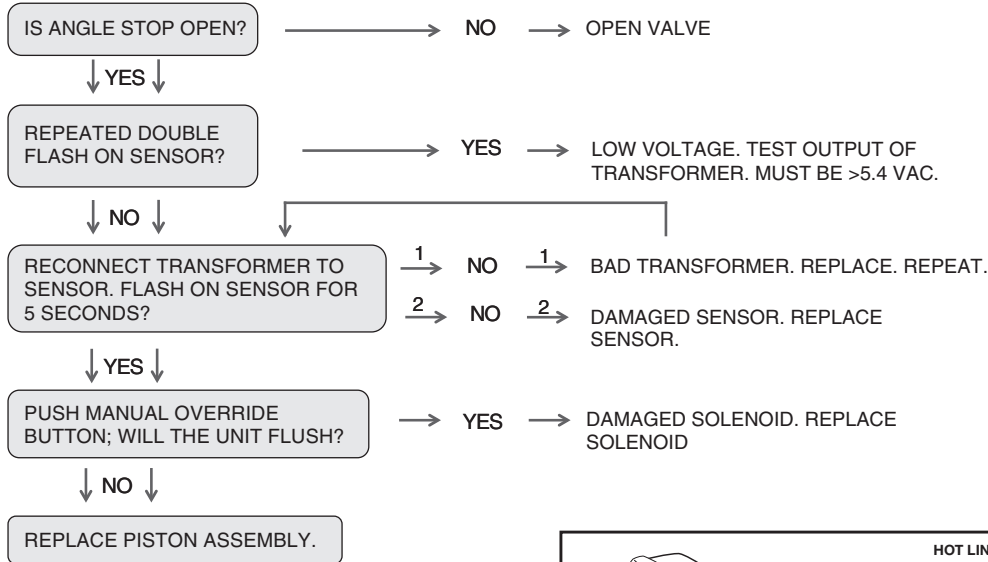 IS ANGLE STOP OPEN?
NO
OPEN VALVE
YES
REPEATED DOUBLE
FLASH ON SENSOR?
YES
LOW VOLTAGE. TEST OUTPUT OF
TRANSFORMER. MUST BE >5.4 VAC.
NO
RECONNECT TRANSFORMER TO
SENSOR. FLASH ON SENSOR FOR
5 SECONDS?
1
NO
1
BAD TRANSFORMER. REPLACE. REPEAT.
2
NO
2
DAMAGED SENSOR. REPLACE
SENSOR.
YES
PUSH MANUAL OVERRIDE
BUTTON; WILL THE UNIT FLUSH?
YES
DAMAGED SOLENOID. REPLACE
SOLENOID
NO
REPLACE PISTON ASSEMBLY.
HOT